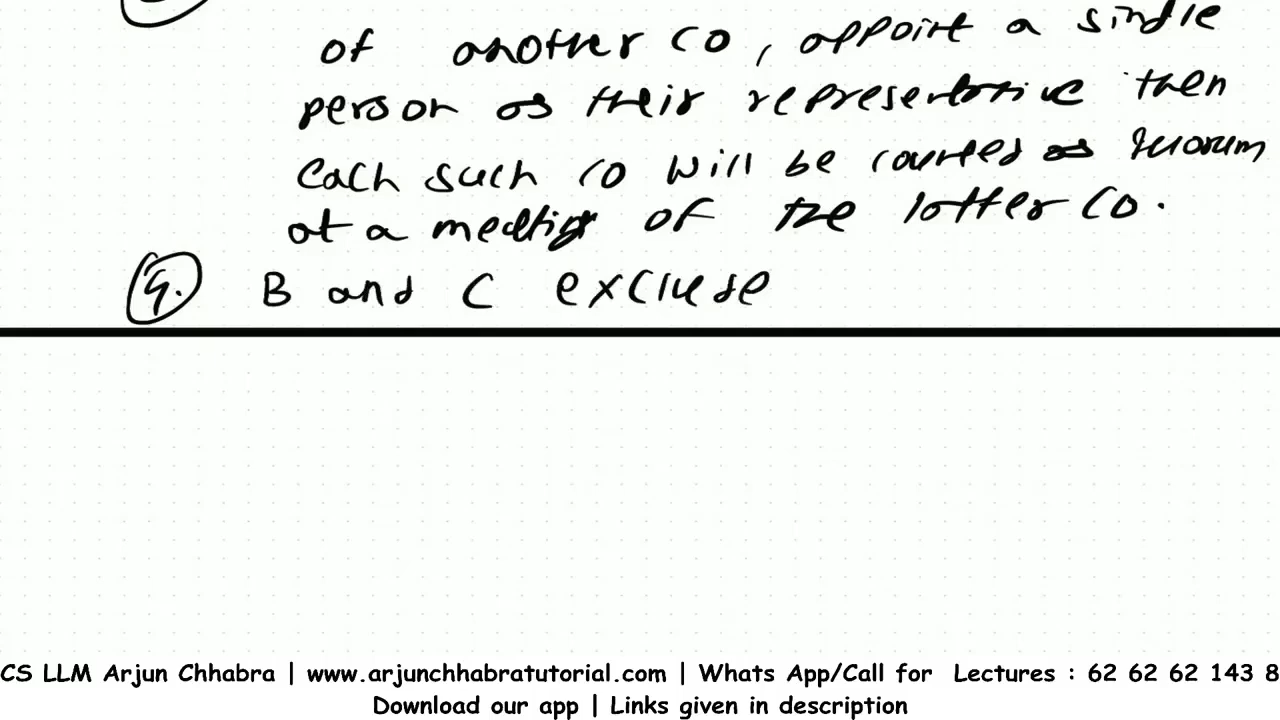 of another co, appoint a single
person as their representative then
Each such co will be counted as quorum
at a meeting of the latter co.
9. B and C exclude
CS LLM Arjun Chhabra | www.arjunchhabratutorial.com | Whats App/Call for Lectures : 62 62 62 143 8
Download our app | Links given in description